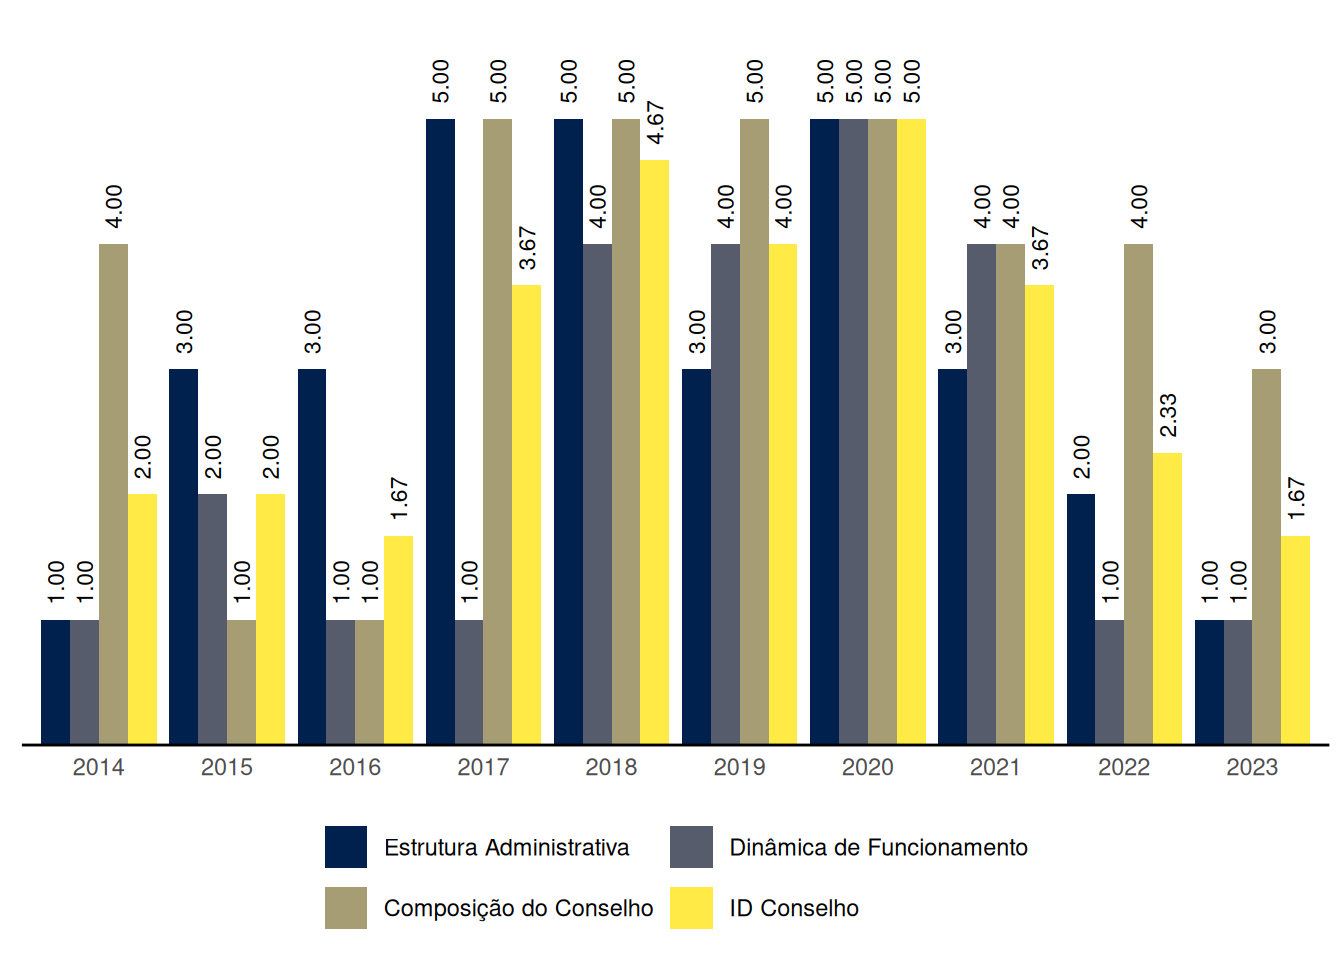 5.00 5.00 5.00 5.00 5.00 5.00 5.00 5.00 5.00
4.67
4.00 4.00 4.00 4.00 4.00 4.00 4.00
3.67 3.67
3.00 3.00 3.00 3.00 3.00
2.33
2.00 2.00 2.00 2.00
1.67 1.67
1.00 1.00 1.00 1.00 1.00 1.00 1.00 1.00 1.00
2014 2015 2016 2017 2018 2019 2020 2021 2022 2023
Estrutura Administrativa Dinâmica de Funcionamento
Composição do Conselho ID Conselho